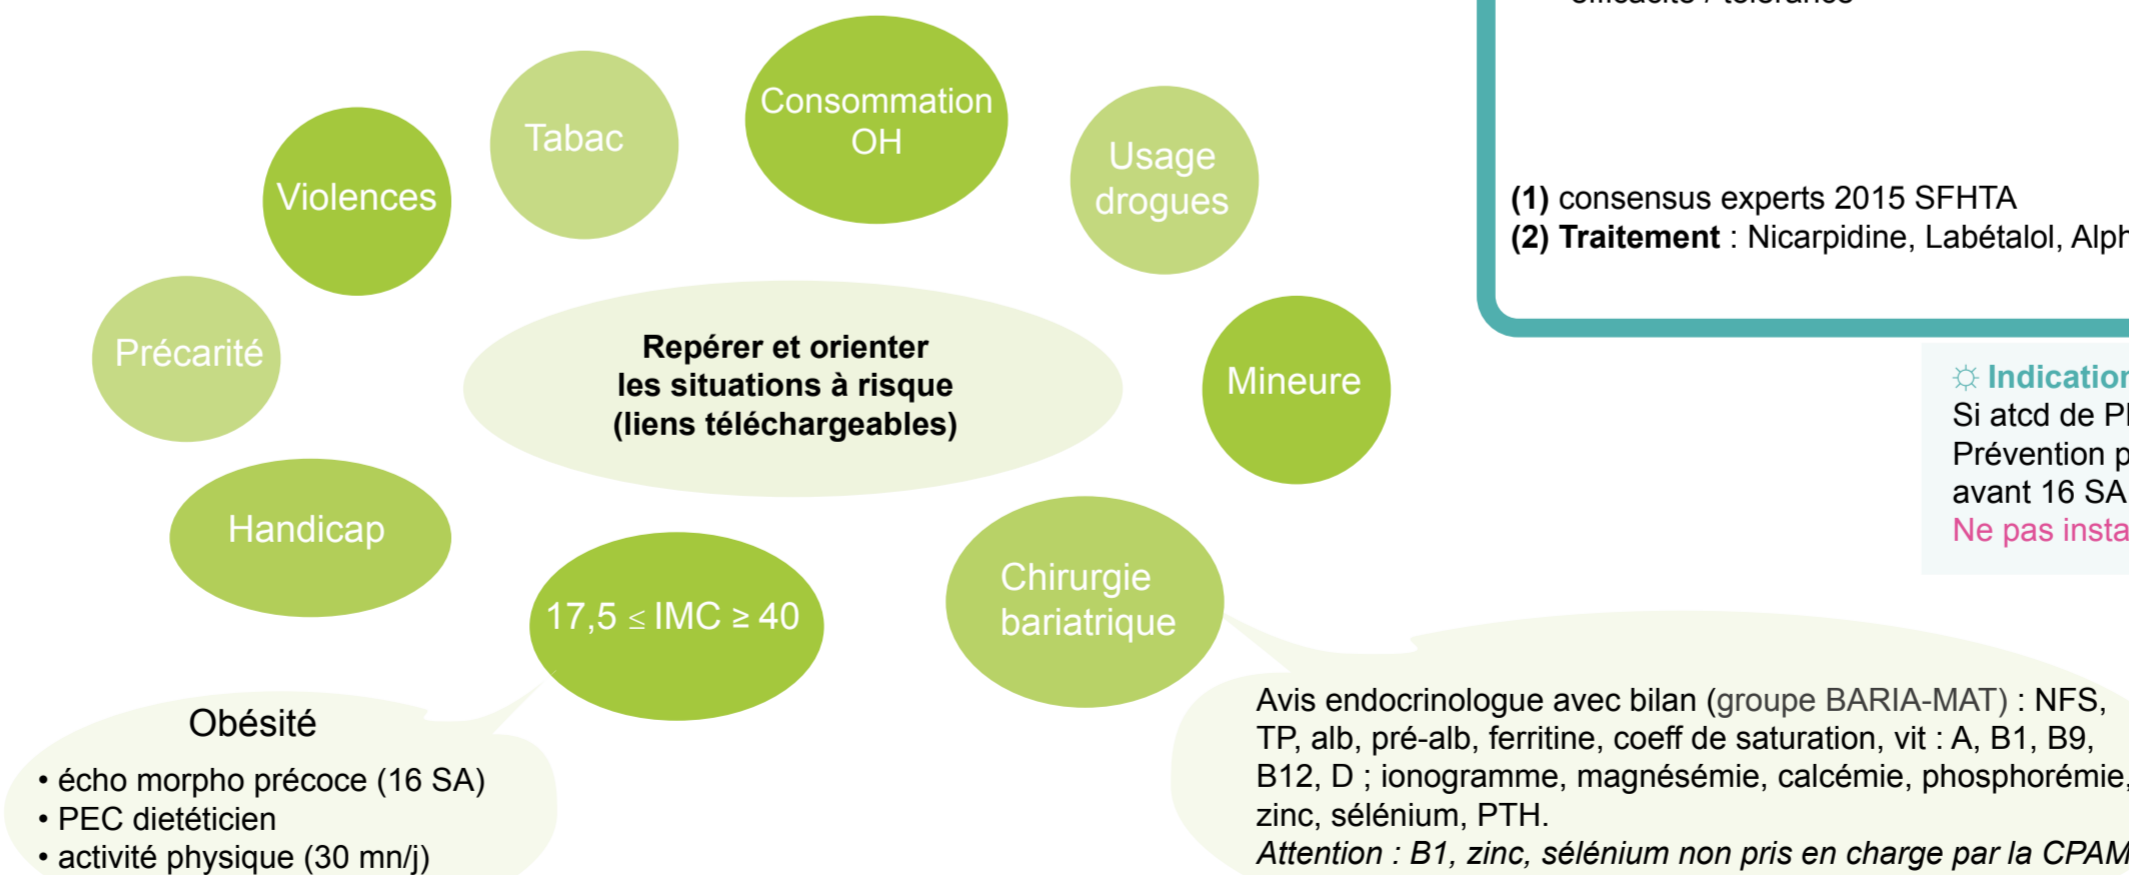 Consommation
OH
Tabac
Usage
drogues
Violences
Précarité
Repérer et orienter
les situations à risque
(liens téléchargeables)
Mineure
Handicap
17,5 ≤ IMC ≥ 40
Chirurgie
bariatrique
Obésité
• écho morpho précoce (16 SA)
• PEC dietéticien
• activité physique (30 mn/j)
Avis endocrinologue avec bilan (groupe BARIA-MAT) : NFS,
TP, alb, pré-alb, ferritine, coeff de saturation, vit : A, B1, B9,
B12, D ; ionogramme, magnésémie, calcémie, phosphorémie,
zinc, sélénium, PTH.
Attention : B1, zinc, sélénium non pris en charge par la CPAM
(1) consensus experts 2015 SFHTA
(2) Traitement : Nicarpidine, Labétalol, Alph
☼ Indication
Si atcd de
Prévention p
avant 16 SA
Ne pas insta